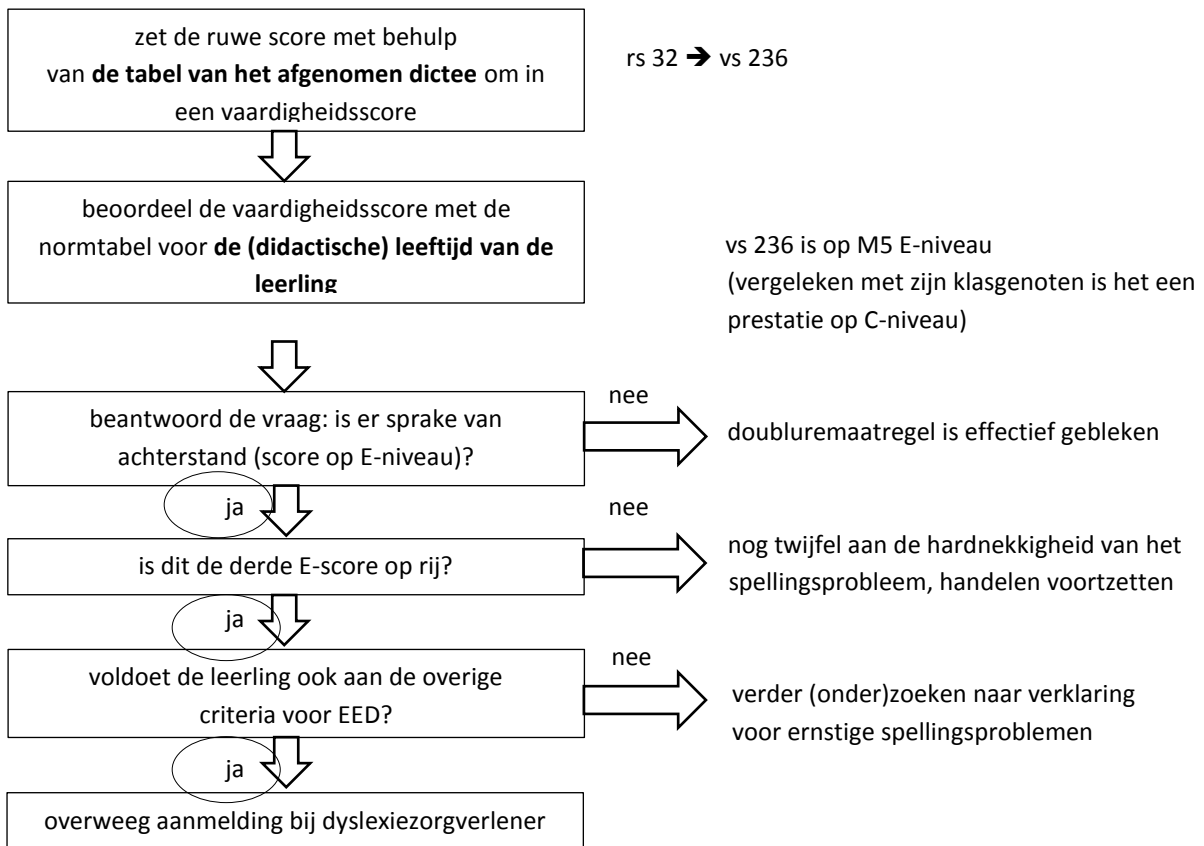 zet de ruwe score met behulp
van de tabel van het afgenomen dictee om in
een vaardigheidsscore
rs 32 ➔ vs 236
beoordeel de vaardigheidsscore met de
normtabel voor de (didactische) leeftijd van de
leerling
vs 236 is op M5 E-niveau
(vergeleken met zijn klasgenoten is het een
prestatie op C-niveau)
beantwoord de vraag: is er sprake van
achterstand (score op E-niveau)?
nee
doubluremaatregel is effectief gebleken
ja
is dit de derde E-score op rij?
nee
nog twijfel aan de hardnekkigheid van het
spellingsprobleem, handelen voortzetten
ja
voldoet de leerling ook aan de overige
criteria voor EED?
nee
verder (onder)zoeken naar verklaring
voor ernstige spellingsproblemen
ja
overweeg aanmelding bij dyslexiezorgverlener